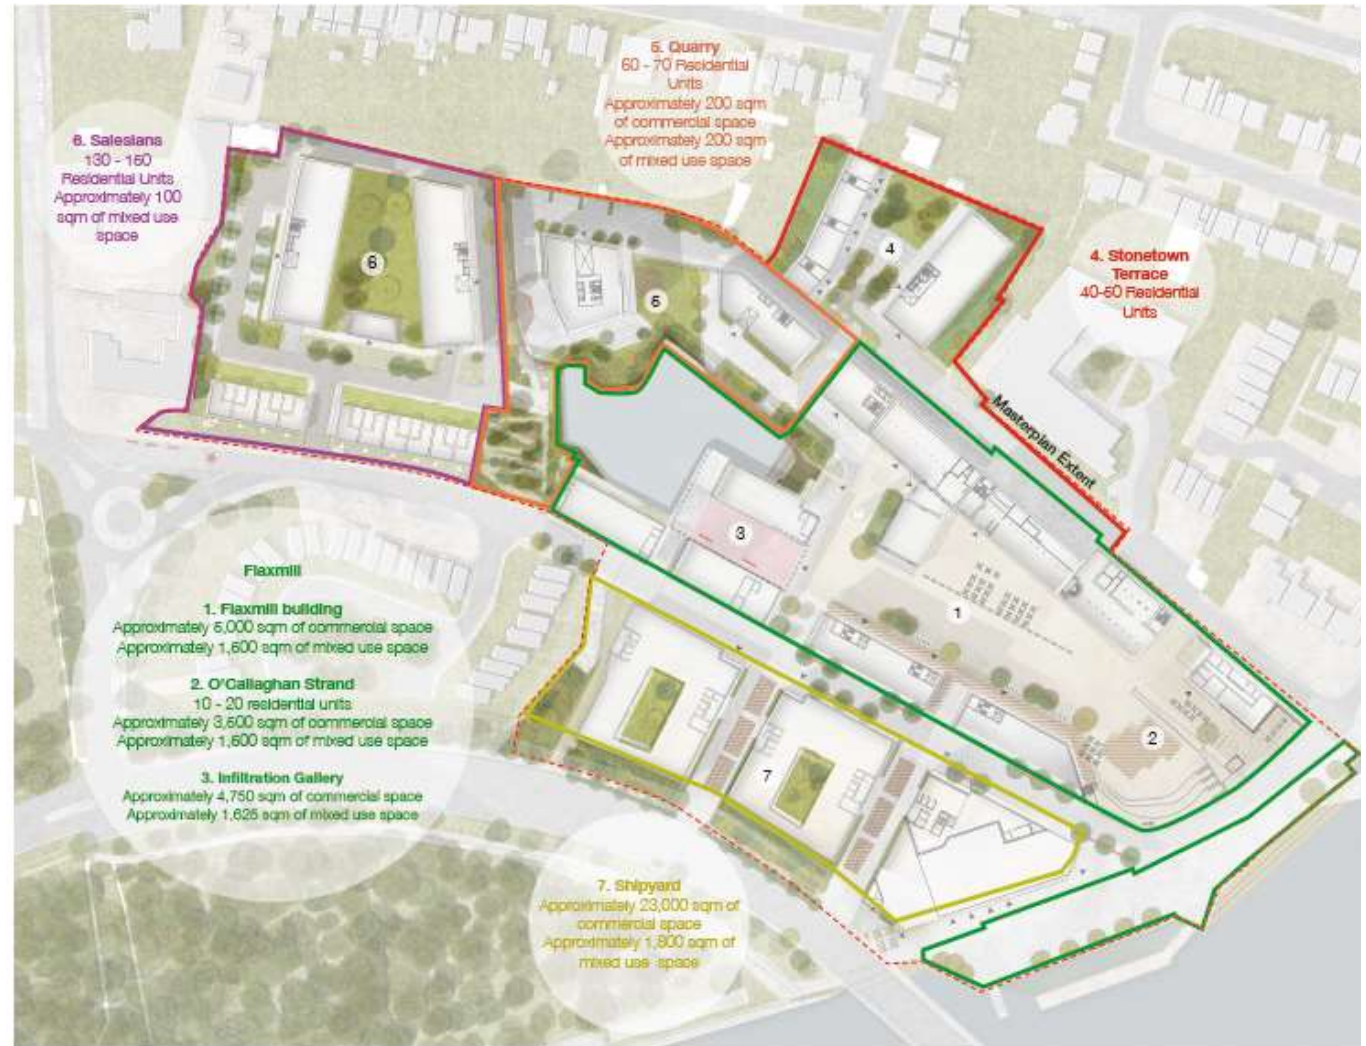 5. Quarry
60 - 70 Residential
Units
Approximately 200 sqm
of commercial space
Approximately 200 sqm
of mixed use space
6. Salesians
130 - 150
Residential Units
Approximately 100
sqm of mixed use
space
4. Stonetown
Terrace
40-50 Residential
Units
Masterplan Extent
6
5
4
3
1
2
7
Flaxmill
1. Flaxmill building
Approximately 5,000 sqm of commercial space
Approximately 1,600 sqm of mixed use space
2. O'Callaghan Strand
10 - 20 residential units
Approximately 3,600 sqm of commercial space
Approximately 1,600 sqm of mixed use space
3. Infiltration Gallery
Approximately 4,750 sqm of commercial space
Approximately 1,625 sqm of mixed use space
7. Shipyard
Approximately 23,000 sqm of
commercial space
Approximately 1,800 sqm of
mixed use space